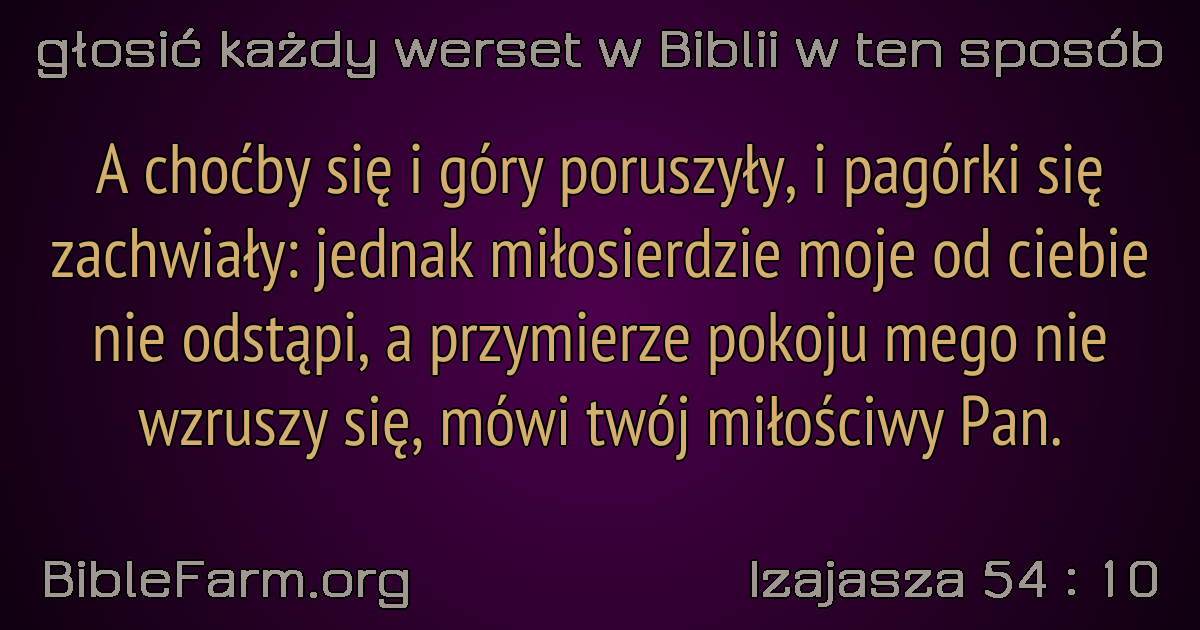 głosić każdy werset w Biblii w ten sposób
A choćby się i góry poruszyły, i pagórki się
zachwiały: jednak miłosierdzie moje od ciebie
nie odstąpi, a przymierze pokoju mego nie
wzruszy się, mówi twój miłościwy Pan.
BibleFarm.org
Izajasza 54 : 10